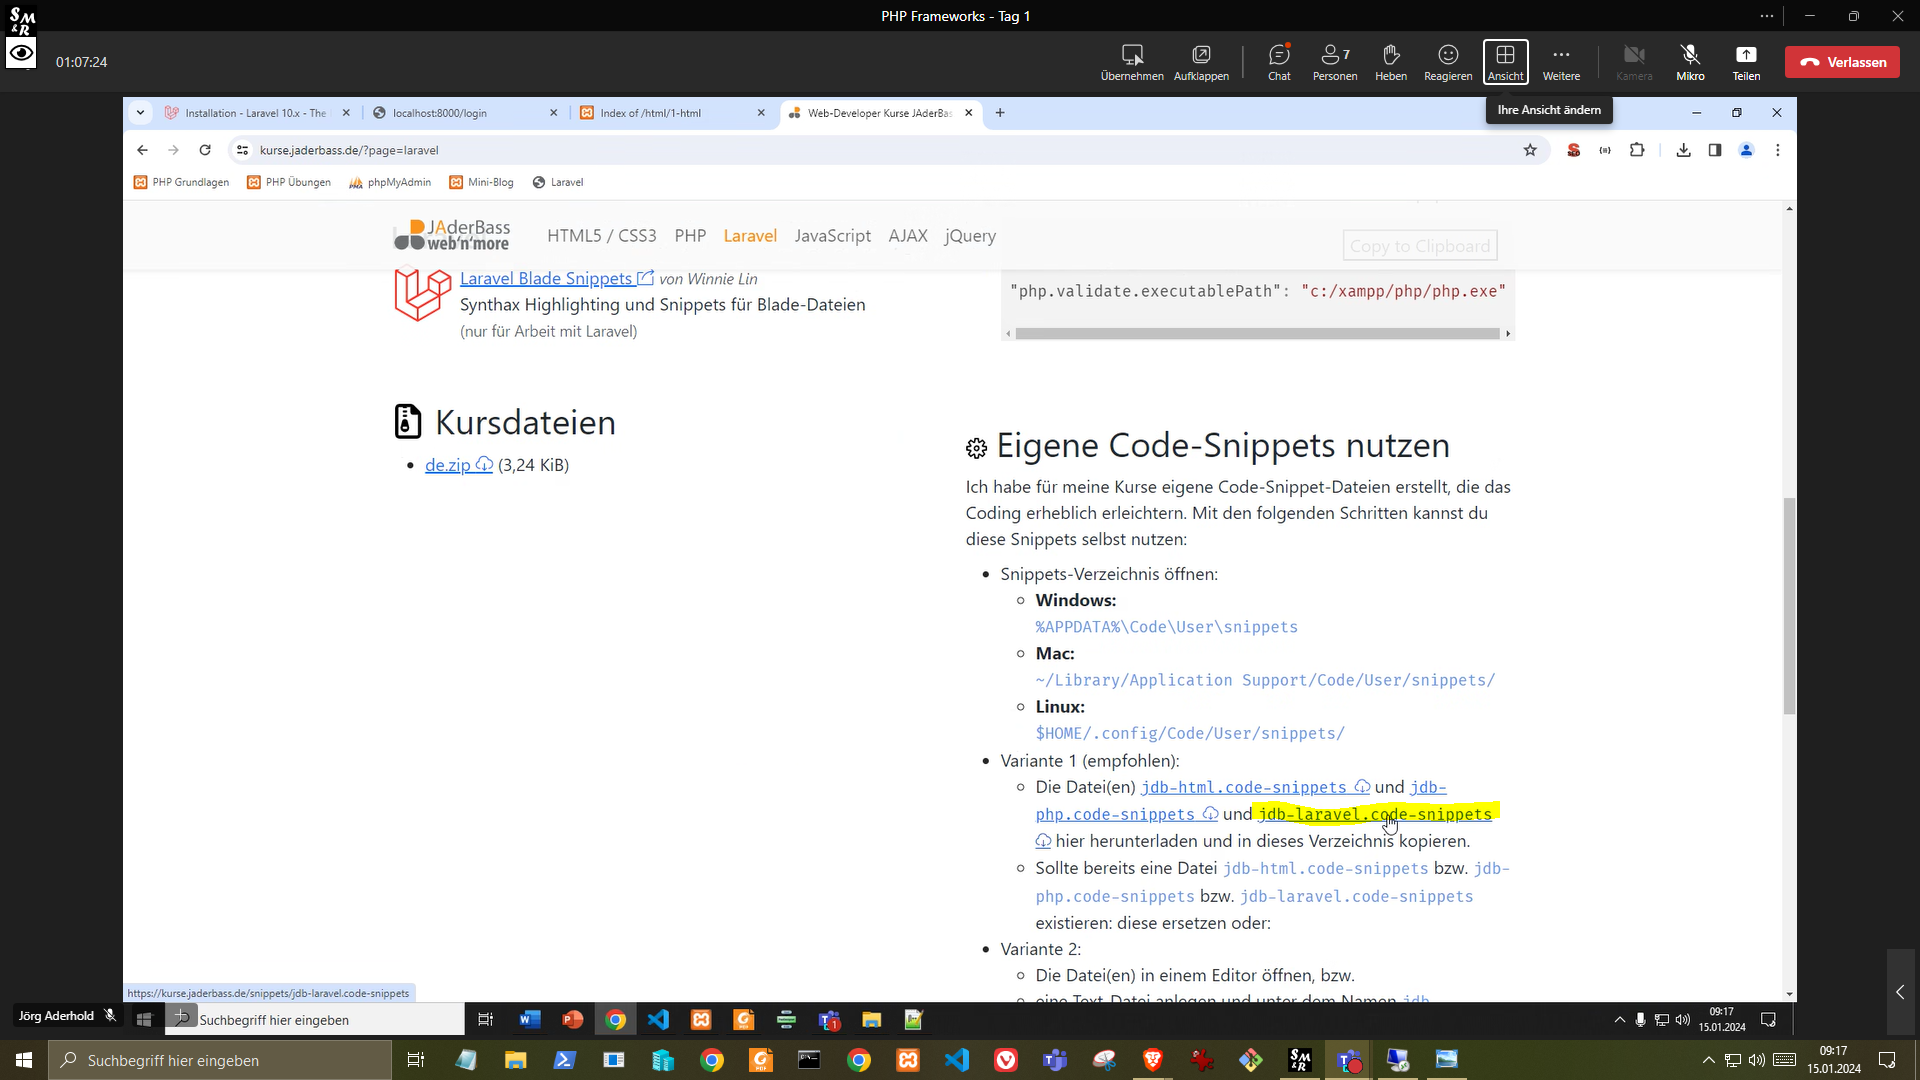 SM&R
PHP Frameworks - Tag 1
01:07:24
Übernehmen
Aufklappen
Chat
7
Personen
Heben
Reagieren
Ansicht
Weitere
Kamera
Mikro
Teilen
Verlassen
Ihre Ansicht ändern
Installation - Laravel 10.x - The
localhost:8000/login
Index of /html/1-html
Web-Developer Kurse JAderBas
kurse.jaderbass.de/?page=laravel
PHP Grundlagen
PHP Übungen
phpMyAdmin
Mini-Blog
Laravel
JAderBass
web'n'more
HTML5 / CSS3
PHP
Laravel
JavaScript
AJAX
jQuery
Copy to Clipboard
Laravel Blade Snippets von Winnie Lin
Synthax Highlighting und Snippets für Blade-Dateien
(nur für Arbeit mit Laravel)
"php.validate.executablePath": "c:/xampp/php/php.exe"
Kursdateien
de.zip (3,24 KiB)
Eigene Code-Snippets nutzen
Ich habe für meine Kurse eigene Code-Snippet-Dateien erstellt, die das
Coding erheblich erleichtern. Mit den folgenden Schritten kannst du
diese Snippets selbst nutzen:
Snippets-Verzeichnis öffnen:
Windows:
%APPDATA%\Code\User\snippets
Mac:
~/Library/Application Support/Code/User/snippets/
Linux:
$HOME/.config/Code/User/snippets/
Variante 1 (empfohlen):
Die Datei(en) jdb-html.code-snippets und jdb-
php.code-snippets und jdb-laravel.code-snippets
hier herunterladen und in dieses Verzeichnis kopieren.
Sollte bereits eine Datei jdb-html.code-snippets bzw. jdb-
php.code-snippets bzw. jdb-laravel.code-snippets
existieren: diese ersetzen oder:
Variante 2:
Die Datei(en) in einem Editor öffnen, bzw.
eine Text-Datei anlegen und unter dem Namen jdb-
https://kurse.jaderbass.de/snippets/jdb-laravel.code-snippets
Jörg Aderhold
Suchbegriff hier eingeben
09:17
15.01.2024
Suchbegriff hier eingeben
09:17
15.01.2024